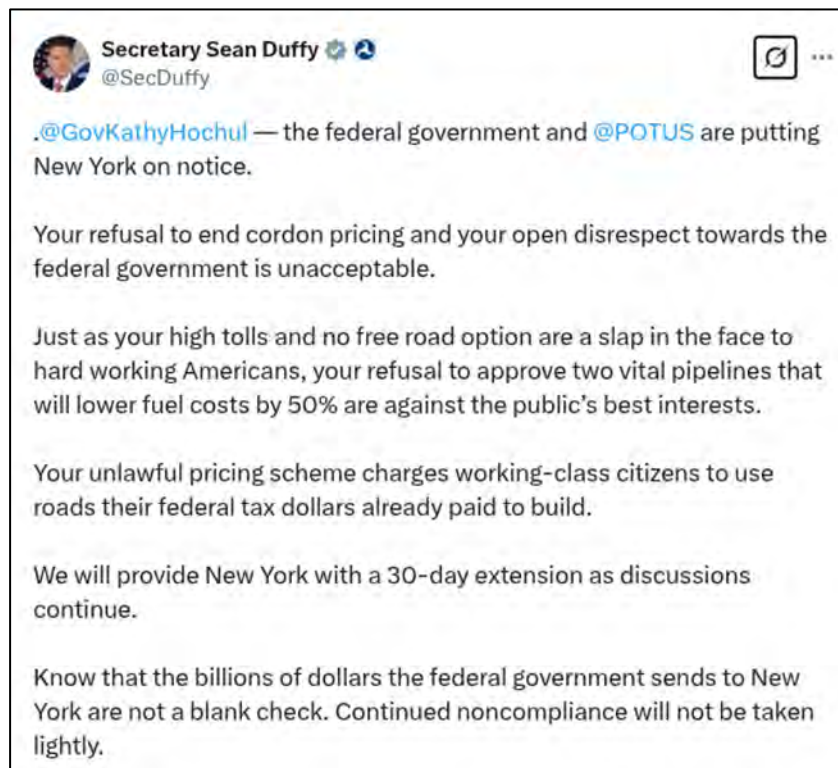 Secretary Sean Duffy
@SecDuffy
.@GovKathyHochul — the federal government and @POTUS are putting
New York on notice.
Your refusal to end cordon pricing and your open disrespect towards the
federal government is unacceptable.
Just as your high tolls and no free road option are a slap in the face to
hard working Americans, your refusal to approve two vital pipelines that
will lower fuel costs by 50% are against the public’s best interests.
Your unlawful pricing scheme charges working-class citizens to use
roads their federal tax dollars already paid to build.
We will provide New York with a 30-day extension as discussions
continue.
Know that the billions of dollars the federal government sends to New
York are not a blank check. Continued noncompliance will not be taken
lightly.